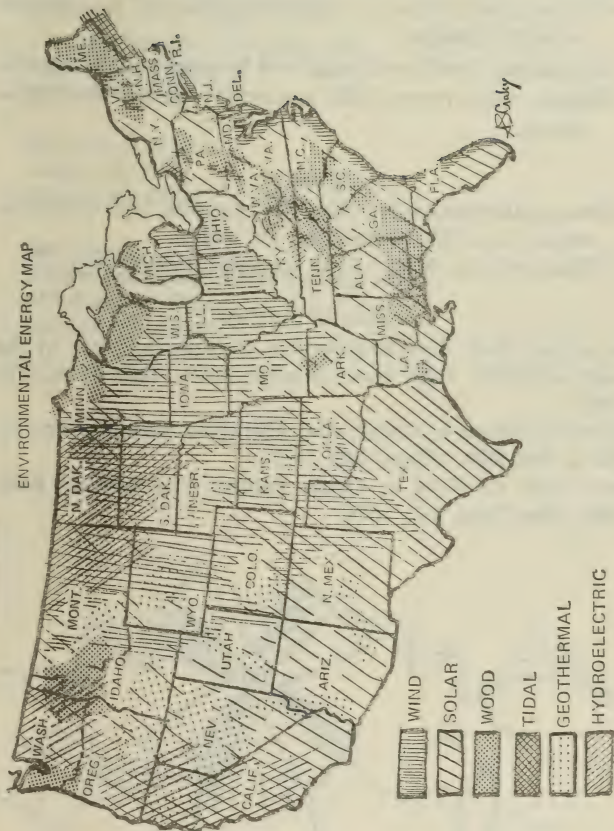 ENVIRONMENTAL ENERGY MAP
WASH.
OREG.
CALIF.
IDAHO
NEV.
MONT.
WYO.
UTAH
ARIZ.
COLO.
N. MEX.
N. DAK.
S. DAK.
NEBR.
KANS.
OKLA.
TEX.
MINN.
IOWA
MO.
ARK.
LA.
WIS.
ILL.
MICH.
IND.
OHIO
KY.
TENN.
MISS.
ALA.
GA.
FLA.
S.C.
N.C.
VA.
W.VA.
MD.
DEL.
PA.
N.J.
N.Y.
CONN.
R.I.
MASS.
VT.
N.H.
ME.
WIND
SOLAR
WOOD
TIDAL
GEOTHERMAL
HYDROELECTRIC